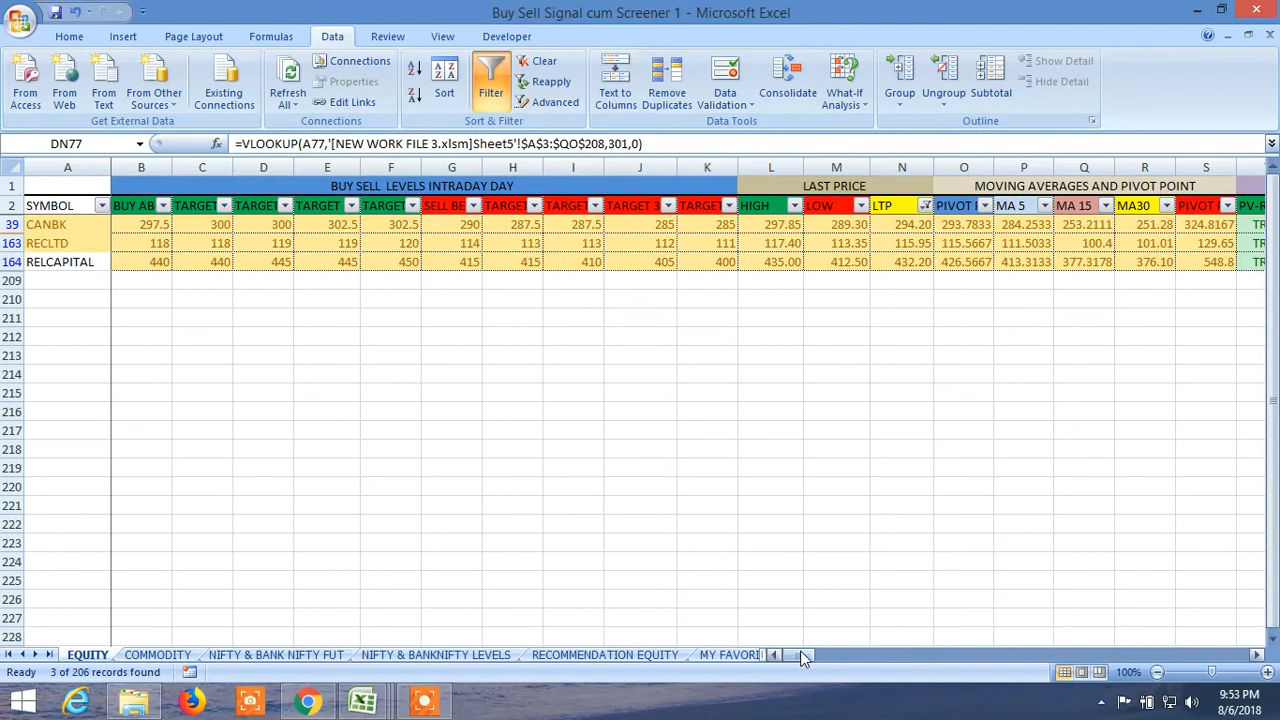 Buy Sell Signal cum Screener 1 - Microsoft Excel
Home Insert Page Layout Formulas Data Review View Developer
From Access From Web From Text From Other Sources Existing Connections Refresh All Connections Properties Edit Links Sort Filter Clear Reapply Advanced Text to Columns Remove Duplicates Data Validation Consolidate What-If Analysis Group Ungroup Subtotal Show Detail Hide Detail
Get External Data Connections Sort & Filter Data Tools Outline
DN77 fx =VLOOKUP(A77,'[NEW WORK FILE 3.xlsm]Sheet5'!$A$3:$QO$208,301,0)
A B C D E F G H I J K L M N O P Q R S
1 BUY SELL LEVELS INTRADAY DAY LAST PRICE MOVING AVERAGES AND PIVOT POINT
2 SYMBOL BUY AB TARGET TARGET TARGET TARGET SELL BE TARGET TARGET TARGET 3 TARGET HIGH LOW LTP PIVOT MA 5 MA 15 MA30 PIVOT PV-R
39 CANBK 297.5 300 300 302.5 302.5 290 287.5 287.5 285 285 297.85 289.30 294.20 293.7833 284.2531 253.2111 251.28 324.8167 TR
163 RECLTD 118 118 119 119 120 114 113 113 112 111 117.40 113.35 115.95 115.5667 111.5033 100.4 101.01 129.65 TR
164 RELCAPITAL 440 440 445 445 450 415 415 410 405 400 435.00 412.50 432.20 426.5667 413.3133 377.3178 376.10 548.8 TR
209
210
211
212
213
214
215
216
217
218
219
220
221
222
223
224
225
226
227
228
EQUITY COMMODITY NIFTY & BANK NIFTY FUT NIFTY & BANKNIFTY LEVELS RECOMMENDATION EQUITY MY FAVORI
Ready 3 of 206 records found 100%
9:53 PM
8/6/2018